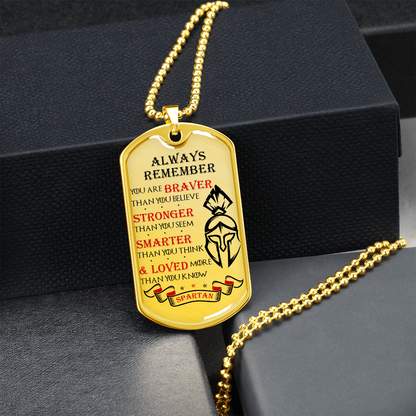 ALWAYS
REMEMBER
YOU ARE BRAVER
THAN YOU BELIEVE
STRONGER
THAN YOU SEEM
SMARTER
THAN YOU THINK
& LOVED MORE
THAN YOU KNOW
SPARTAN